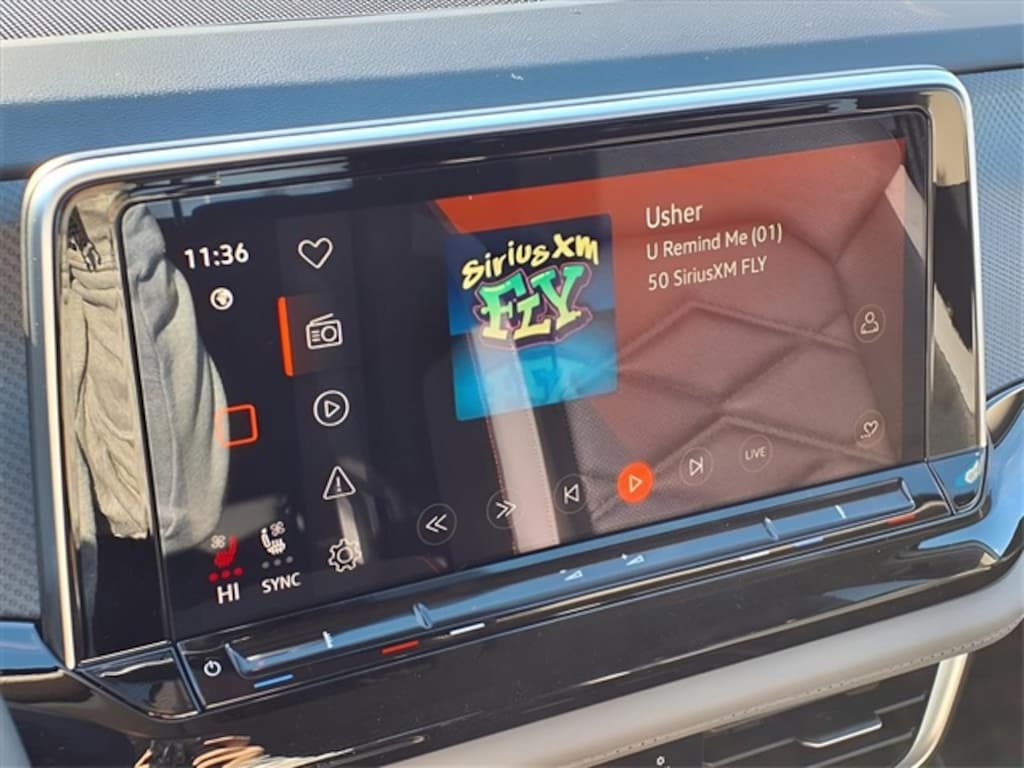 11:36
SiriusXM
FLY
Usher
U Remind Me (01)
50 SiriusXM FLY
LIVE
HI
SYNC